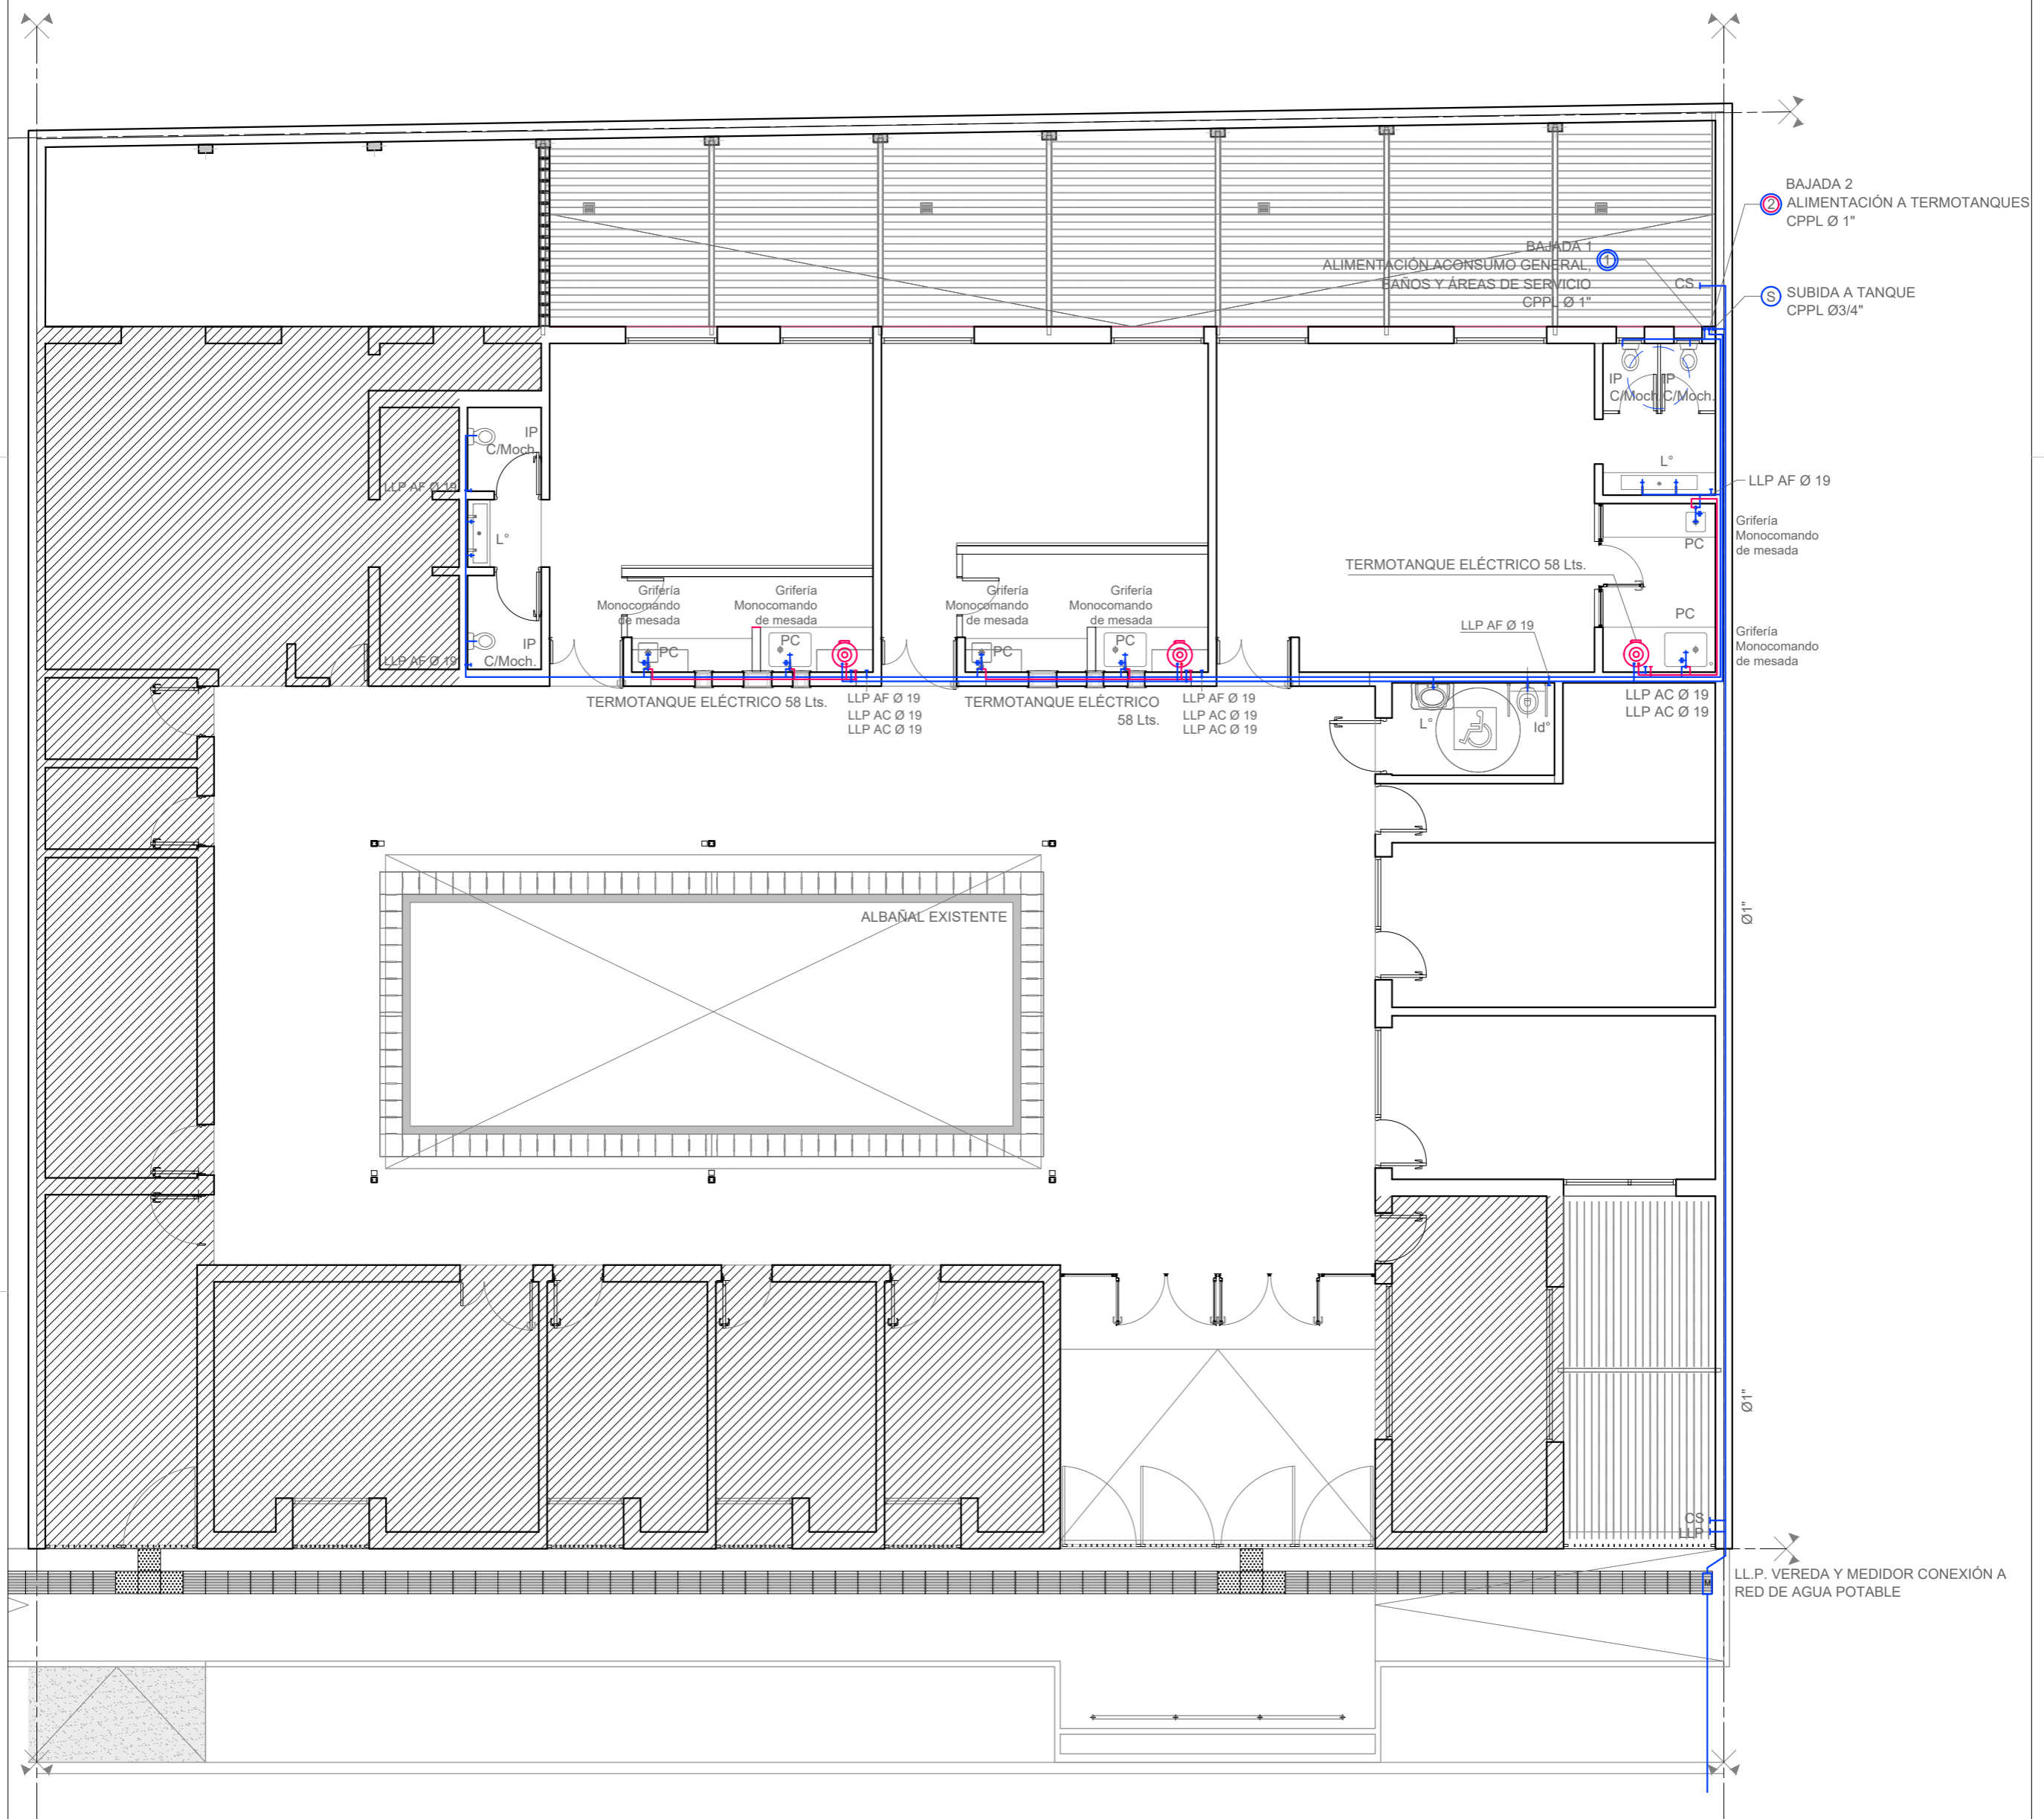 BAJADA 2
2
ALIMENTACIÓN A TERMOTANQUES
CPPL Ø 1"
BAJADA 1
1
ALIMENTACIÓN ACONSUMO GENERAL,
BAÑOS Y ÁREAS DE SERVICIO
CPPL Ø 1"
CS
S
SUBIDA A TANQUE
CPPL Ø3/4"
IP
C/Moch.
IP
C/Moch.
IP
C/Moch.
L°
LLP AF Ø 19
LLP AF Ø 19
Grifería
Monocomando
de mesada
PC
L°
TERMOTANQUE ELÉCTRICO 58 Lts.
Grifería
Monocomando
de mesada
Grifería
Monocomando
de mesada
Grifería
Monocomando
de mesada
Grifería
Monocomando
de mesada
PC
LLP AF Ø 19
Grifería
Monocomando
de mesada
IP
C/Moch.
LLP AF Ø 19
PC
PC
PC
PC
TERMOTANQUE ELÉCTRICO 58 Lts.
LLP AF Ø 19
LLP AC Ø 19
LLP AC Ø 19
TERMOTANQUE ELÉCTRICO
58 Lts.
LLP AF Ø 19
LLP AC Ø 19
LLP AC Ø 19
L°
Id°
LLP AC Ø 19
LLP AC Ø 19
ALBAÑAL EXISTENTE
Ø1"
Ø1"
CS
LLP
M
LL.P. VEREDA Y MEDIDOR CONEXIÓN A
RED DE AGUA POTABLE